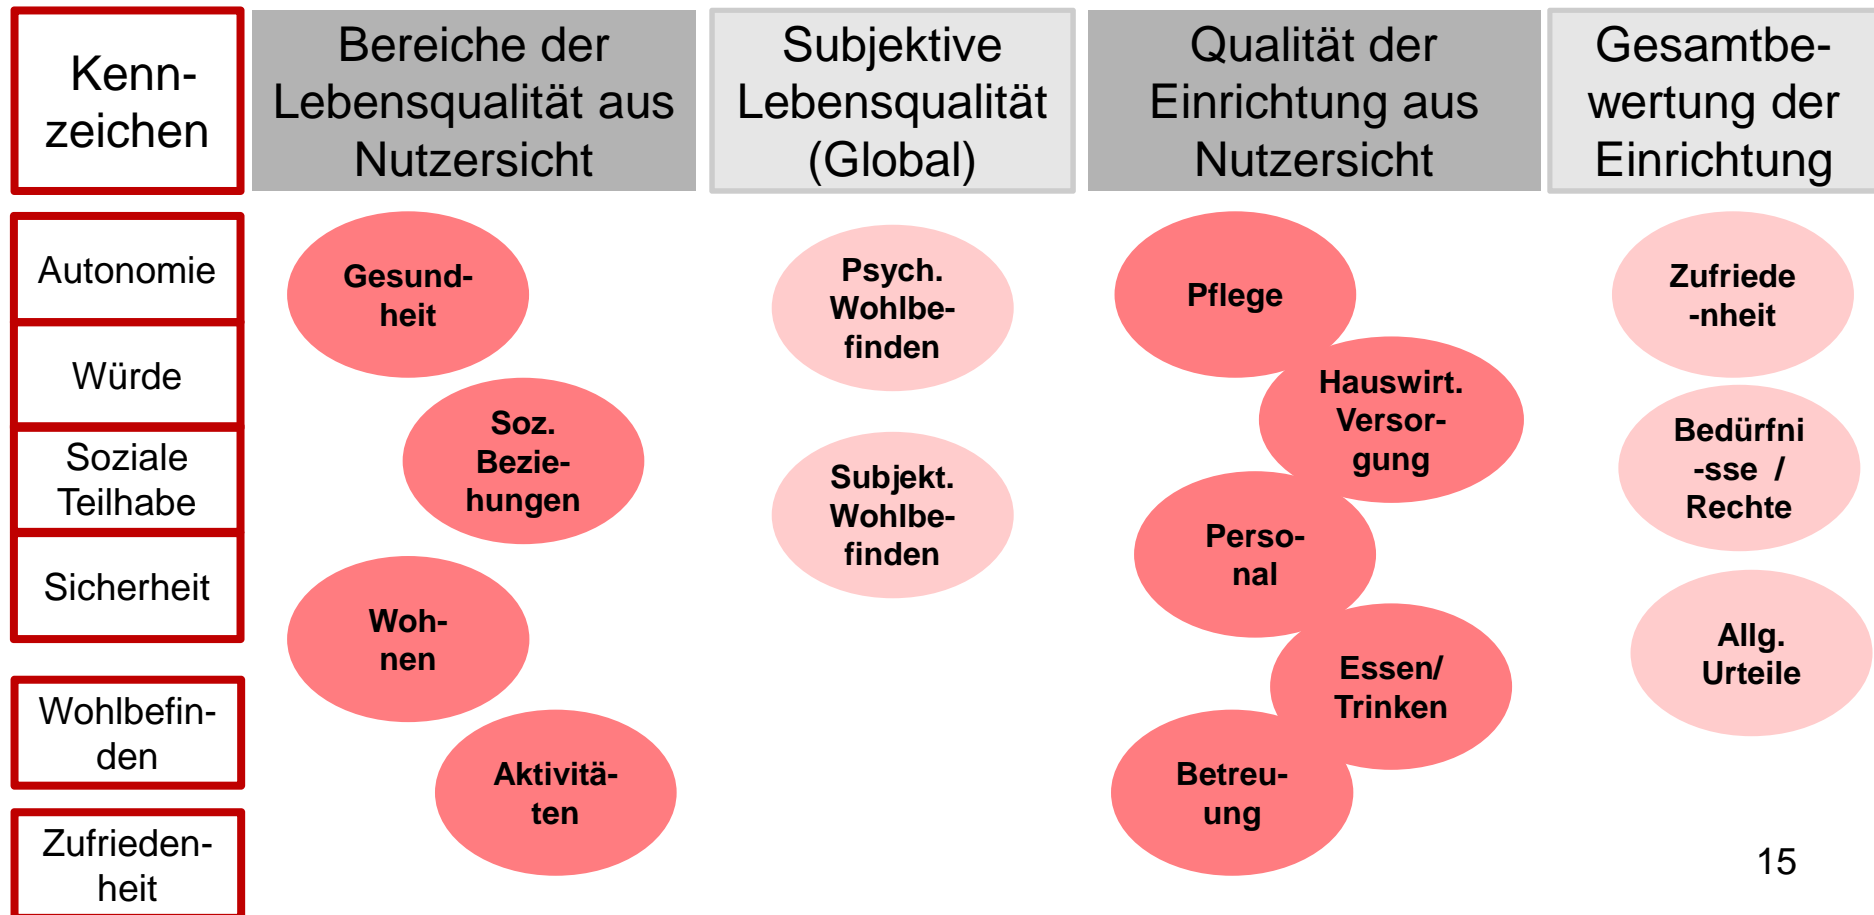 Kenn-
zeichen
Bereiche der
Lebensqualität aus
Nutzersicht
Subjektive
Lebensqualität
(Global)
Qualität der
Einrichtung aus
Nutzersicht
Gesamtbe-
wertung der
Einrichtung
Autonomie
Würde
Soziale
Teilhabe
Sicherheit
Wohlbefin-
den
Zufrieden-
heit
Gesund-
heit
Soz.
Bezie-
hungen
Woh-
nen
Aktivitä-
ten
Psych.
Wohlbe-
finden
Subjekt.
Wohlbe-
finden
Pflege
Hauswirt.
Versor-
gung
Perso-
nal
Essen/
Trinken
Betreu-
ung
Zufriede
-nheit
Bedürfni
-sse /
Rechte
Allg.
Urteile
15